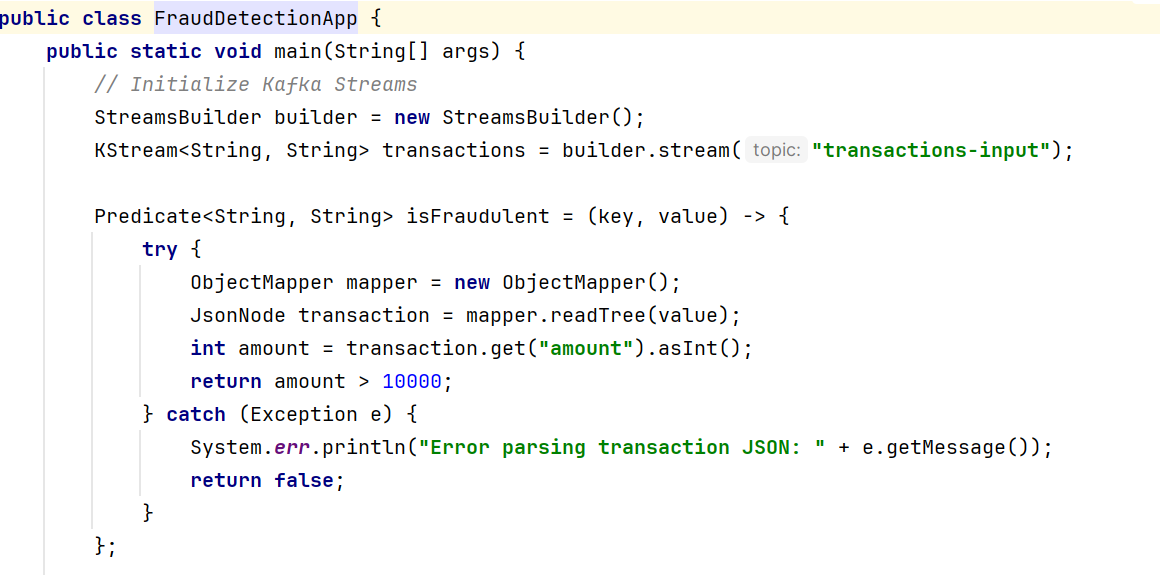 public class FraudDetectionApp {
    public static void main(String[] args) {
        // Initialize Kafka Streams
        StreamsBuilder builder = new StreamsBuilder();
        KStream<String, String> transactions = builder.stream( topic: "transactions-input");

        Predicate<String, String> isFraudulent = (key, value) -> {
            try {
                ObjectMapper mapper = new ObjectMapper();
                JsonNode transaction = mapper.readTree(value);
                int amount = transaction.get("amount").asInt();
                return amount > 10000;
            } catch (Exception e) {
                System.err.println("Error parsing transaction JSON: " + e.getMessage());
                return false;
            }
        };